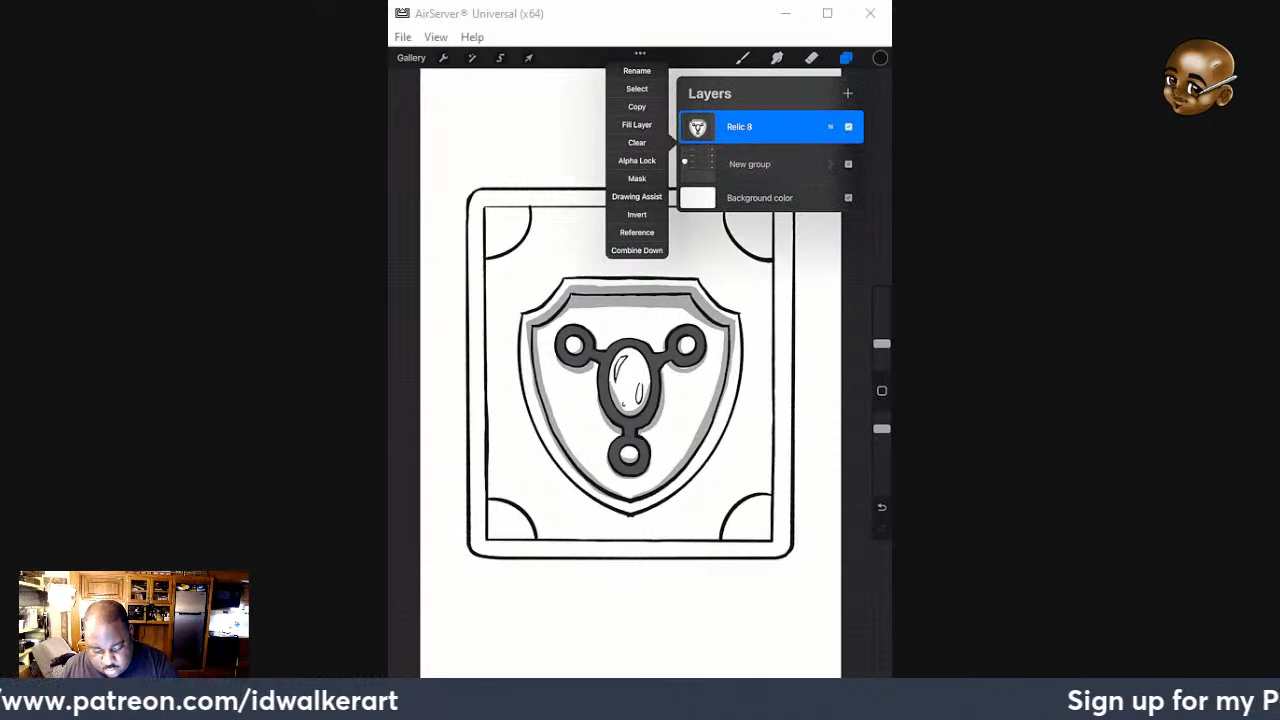 AirServer® Universal (x64)
File View Help
Gallery
Rename
Select
Copy
Fill Layer
Clear
Alpha Lock
Mask
Drawing Assist
Invert
Reference
Combine Down
Layers
Relic 8 N
New group
Background color
/www.patreon.com/idwalkerart Sign up for my P